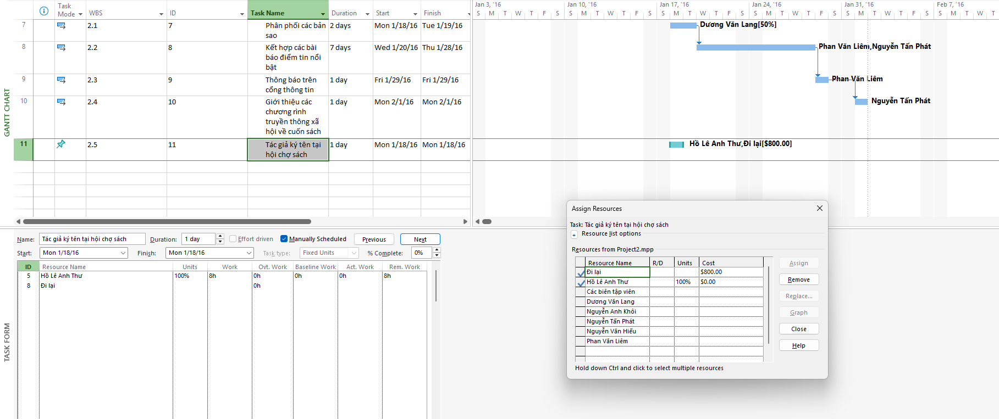 Task Mode WBS ID Task Name Duration Start Finish
Jan 3, '16 Jan 10, '16 Jan 17, '16 Jan 24, '16 Jan 31, '16 Feb 7, '16
S M T W T F S S M T W T F S S M T W T F S S M T W T F S S M T W T F S S M T W T
GANTT CHART
7 2.1 7 Phân phối các bản 2 days Mon 1/18/16 Tue 1/19/16
sao
Dương Văn Lang[50%]
8 2.2 8 Kết hợp các bài 7 days Wed 1/20/16 Thu 1/28/16
báo điểm tin nổi
bật
Phan Văn Liêm,Nguyễn Tấn Phát
9 2.3 9 Thông báo trên 1 day Fri 1/29/16 Fri 1/29/16
cổng thông tin
Phan Văn Liêm
10 2.4 10 Giới thiệu các 1 day Mon 2/1/16 Mon 2/1/16
chương rình
truyền thông xã
hội về cuốn sách
Nguyễn Tấn Phát
11 2.5 11 Tác giả ký tên tại 1 day Mon 1/18/16 Mon 1/18/16
hội chợ sách
Hồ Lê Anh Thư,Đi lại[$800.00]
TASK FORM
Name: Tác giả ký tên tại hội chợ sách Duration: 1 day Effort driven Manually Scheduled Previous Next
Start: Mon 1/18/16 Finish: Mon 1/18/16 Task type: Fixed Units % Complete: 0%
ID Resource Name Units Work Ovt. Work Baseline Work Act. Work Rem. Work
5 Hồ Lê Anh Thư 100% 8h 0h 0h 0h 8h
8 Đi lại 0h
Assign Resources
Task: Tác giả ký tên tại hội chợ sách
+ Resource list options
Resources from Project2.mpp
Resource Name R/D Units Cost
Đi lại $800.00
Hồ Lê Anh Thư 100% $0.00
Các biên tập viên
Dương Văn Lang
Nguyễn Anh Khôi
Nguyễn Tấn Phát
Nguyễn Văn Hiếu
Phan Văn Liêm
Assign
Remove
Replace...
Graph
Close
Help
Hold down Ctrl and click to select multiple resources